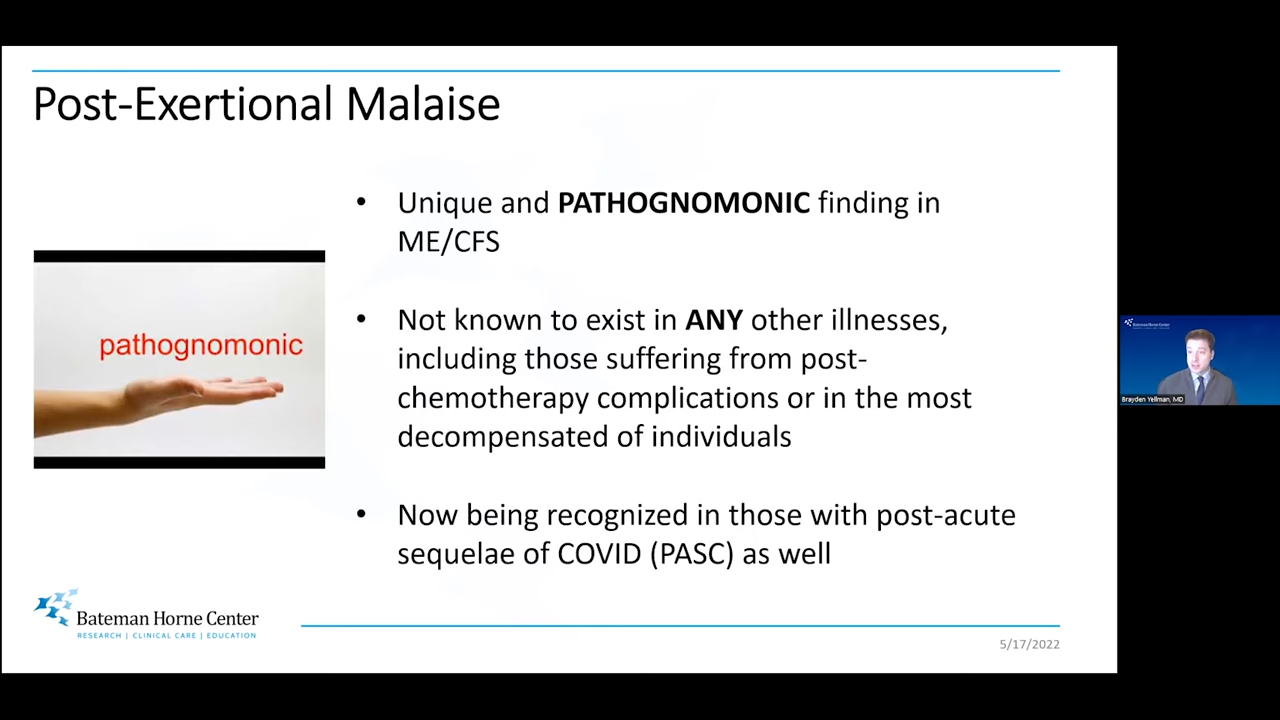 Post-Exertional Malaise
• Unique and PATHOGNOMONIC finding in
ME/CFS
pathognomonic
• Not known to exist in ANY other illnesses,
including those suffering from post-
chemotherapy complications or in the most
decompensated of individuals
• Now being recognized in those with post-acute
sequelae of COVID (PASC) as well
Bateman Horne Center
RESEARCH | CLINICAL CARE | EDUCATION
5/17/2022
Bateman Horne Center
Brayden Yellman, MD